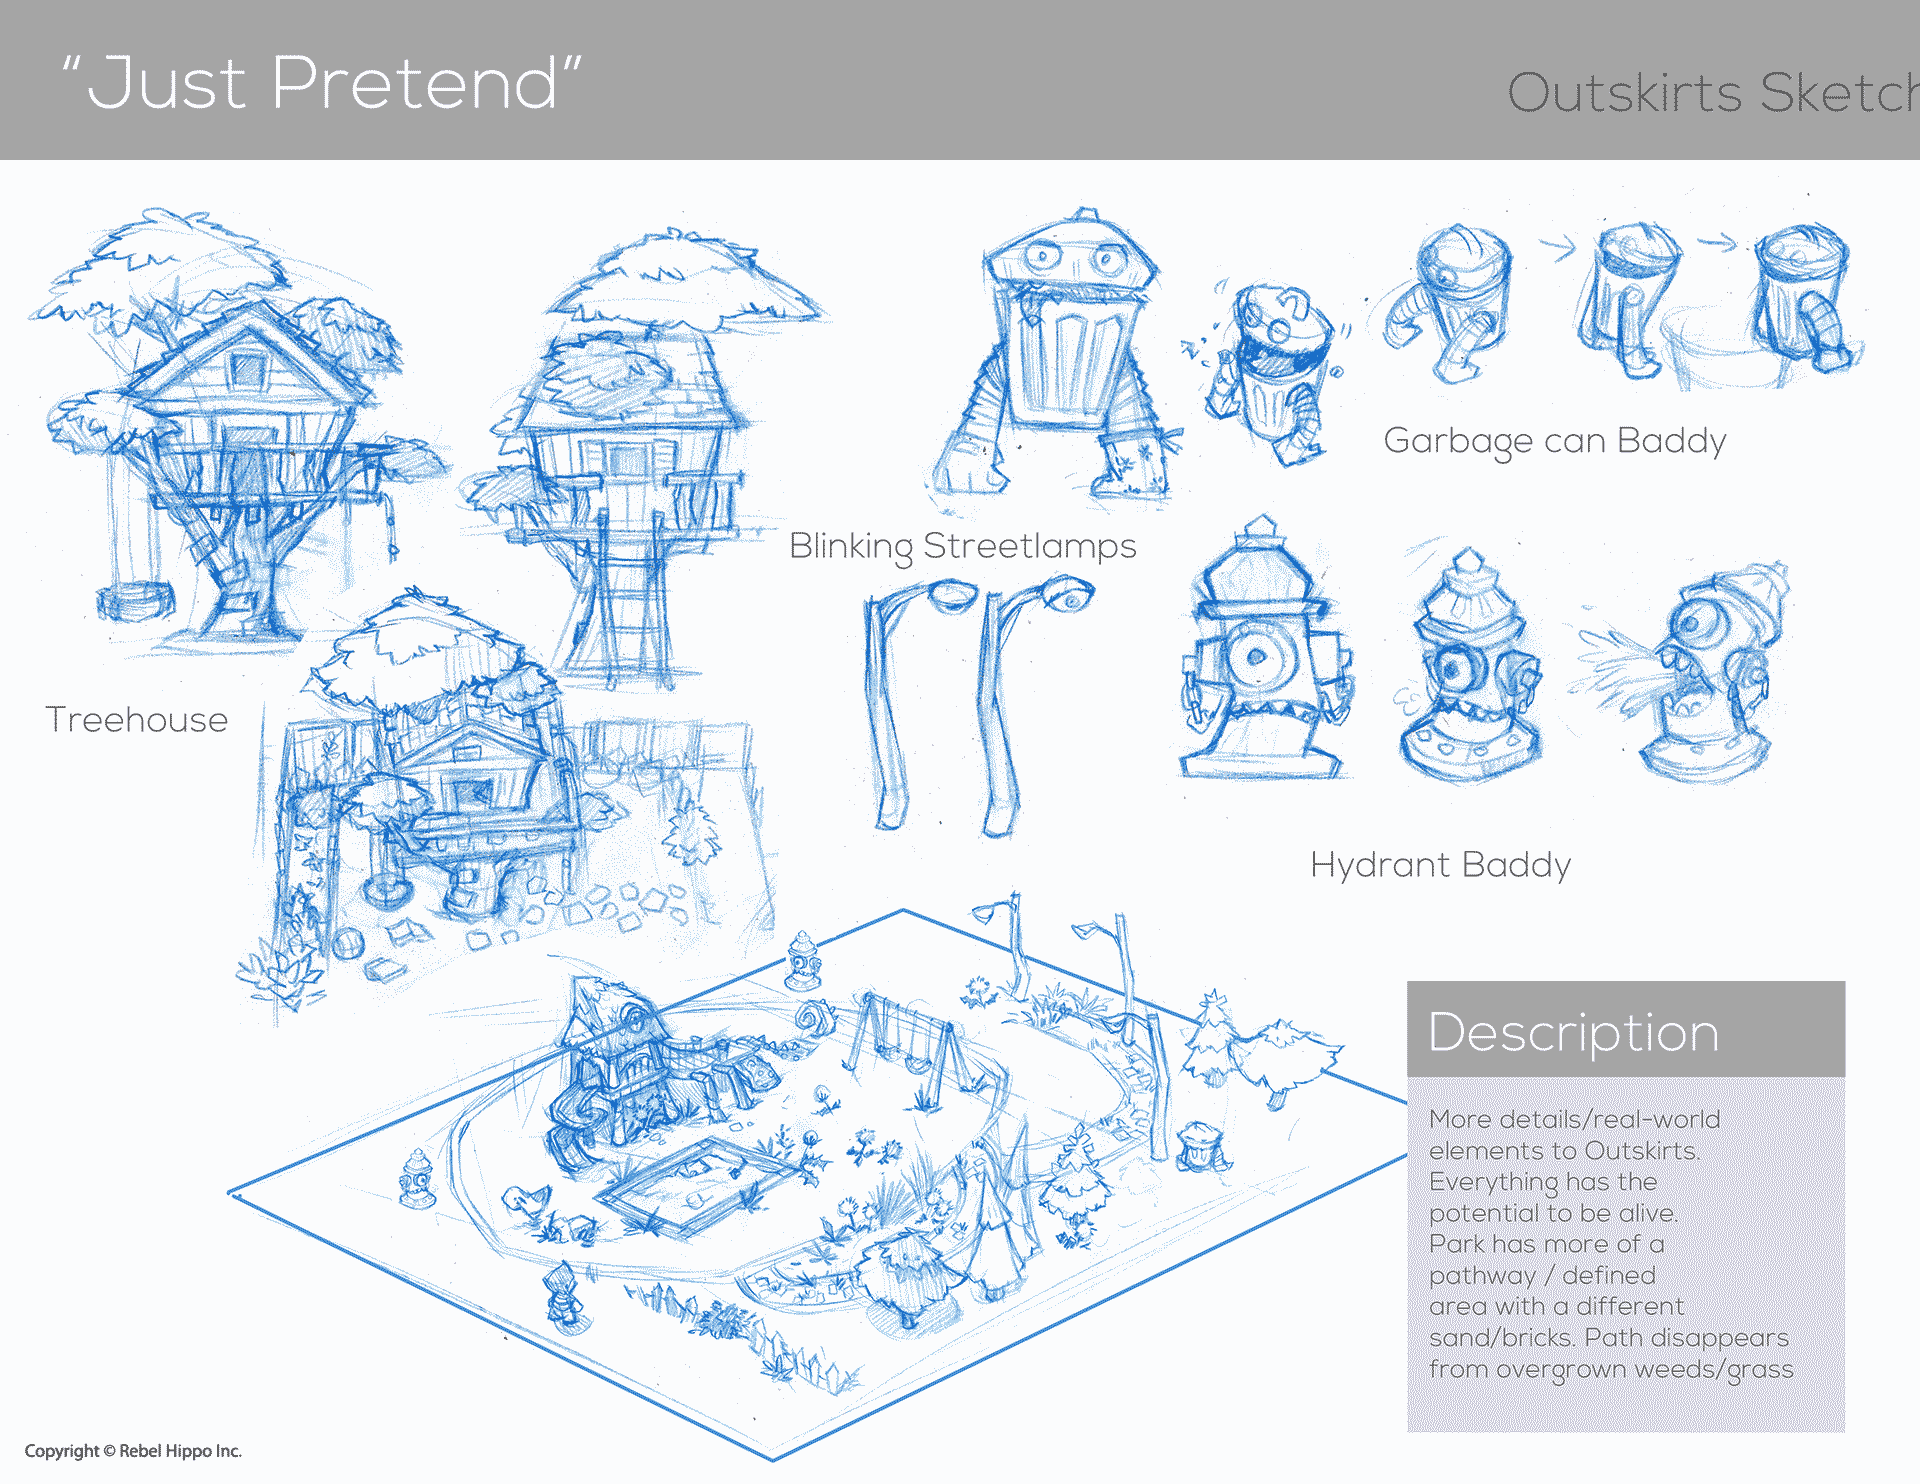 “Just Pretend”
Outskirts Sketch
Garbage can Baddy
Blinking Streetlamps
Treehouse
Hydrant Baddy
Description
More details/real-world
elements to Outskirts.
Everything has the
potential to be alive.
Park has more of a
pathway / defined
area with a different
sand/bricks. Path disappears
from overgrown weeds/grass
Copyright © Rebel Hippo Inc.